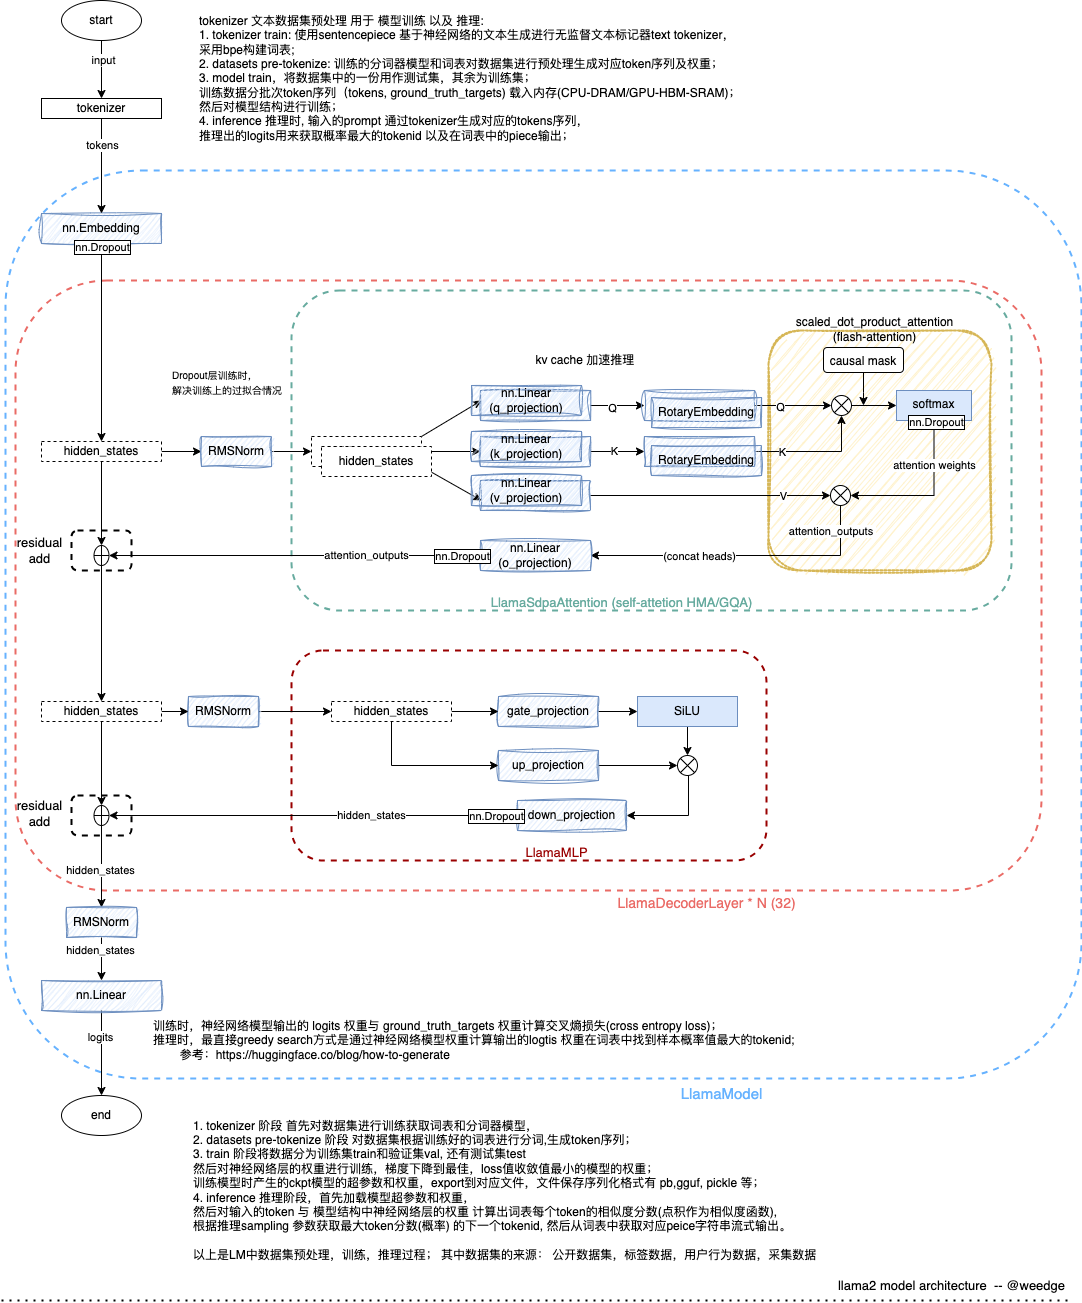 start
input
tokenizer
tokens
tokenizer 文本数据集预处理 用于 模型训练 以及 推理:
1. tokenizer train: 使用sentencepiece 基于神经网络的文本生成进行无监督文本标记器text tokenizer,
采用bpe构建词表;
2. datasets pre-tokenize: 训练的分词器模型和词表对数据集进行预处理生成对应token序列及权重；
3. model train，将数据集中的一份用作测试集，其余为训练集；
训练数据分批次token序列（tokens, ground_truth_targets) 载入内存(CPU-DRAM/GPU-HBM-SRAM)；
然后对模型结构进行训练；
4. inference 推理时, 输入的prompt 通过tokenizer生成对应的tokens序列，
推理出的logits用来获取概率最大的tokenid 以及在词表中的piece输出；
nn.Embedding
nn.Dropout
scaled_dot_product_attention
(flash-attention)
causal mask
kv cache 加速推理
Dropout层训练时，
解决训练上的过拟合情况
nn.Linear
(q_projection)
Q
RotaryEmbedding
Q
softmax
nn.Dropout
hidden_states
RMSNorm
hidden_states
nn.Linear
(k_projection)
K
RotaryEmbedding
K
attention weights
nn.Linear
(v_projection)
V
attention_outputs
residual
add
attention_outputs
nn.Dropout
nn.Linear
(o_projection)
(concat heads)
LlamaSdpaAttention (self-attetion HMA/GQA)
hidden_states
RMSNorm
hidden_states
gate_projection
SiLU
up_projection
residual
add
hidden_states
nn.Dropout
down_projection
LlamaMLP
hidden_states
LlamaDecoderLayer * N (32)
RMSNorm
hidden_states
nn.Linear
logits
训练时，神经网络模型输出的 logits 权重与 ground_truth_targets 权重计算交叉熵损失(cross entropy loss)；
推理时，最直接greedy search方式是通过神经网络模型权重计算输出的logtis 权重在词表中找到样本概率值最大的tokenid;
参考：https://huggingface.co/blog/how-to-generate
LlamaModel
end
1. tokenizer 阶段 首先对数据集进行训练获取词表和分词器模型，
2. datasets pre-tokenize 阶段 对数据集根据训练好的词表进行分词,生成token序列；
3. train 阶段将数据分为训练集train和验证集val, 还有测试集test
然后对神经网络层的权重进行训练，梯度下降到最佳，loss值收敛值最小的模型的权重；
训练模型时产生的ckpt模型的超参数和权重，export到对应文件，文件保存序列化格式有 pb,gguf, pickle 等；
4. inference 推理阶段，首先加载模型超参数和权重，
然后对输入的token 与 模型结构中神经网络层的权重 计算出词表每个token的相似度分数(点积作为相似度函数),
根据推理sampling 参数获取最大token分数(概率) 的下一个tokenid, 然后从词表中获取对应peice字符串流式输出。
以上是LM中数据集预处理，训练，推理过程； 其中数据集的来源： 公开数据集，标签数据，用户行为数据，采集数据
llama2 model architecture -- @weedge